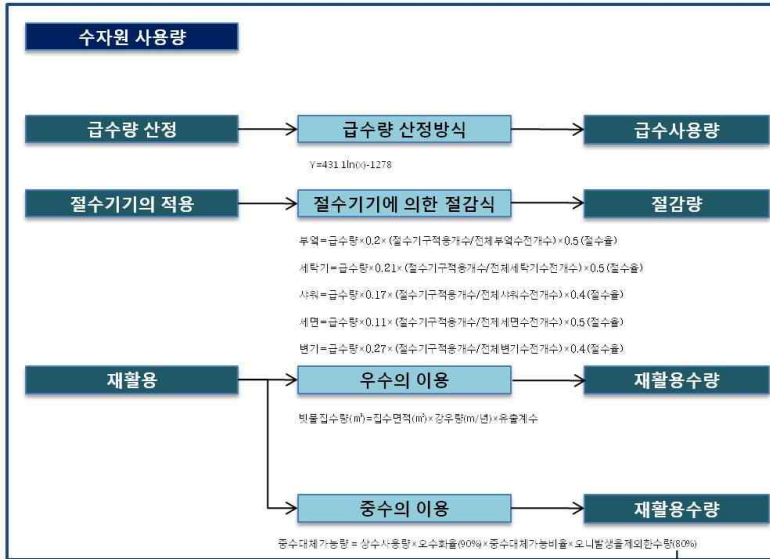 수자원 사용량
급수량 산정 급수량 산정방식 급수사용량
Y=431 1ln(x)-1278
절수기기의 적용 절수기기에 의한 절감식 절감량
부엌=급수량×0.2×(절수기구적용개수/전체부엌수전개수)×0.5(절수율)
세탁기=급수량×0.21×(절수기구적용개수/전체세탁기수전개수)×0.5(절수율)
샤워=급수량×0.17×(절수기구적용개수/전체샤워수전개수)×0.4(절수율)
세면=급수량×0.11×(절수기구적용개수/전체세면수전개수)×0.5(절수율)
변기=급수량×0.27×(절수기구적용개수/전체변기수전개수)×0.4(절수율)
재활용 우수의 이용 재활용수량
빗물집수량(㎥)=집수면적(㎡)×강우량(m/년)×유출계수
중수의 이용 재활용수량
중수대체가능량 = 상수사용량×오수화율(90%)×중수대체가능비율×오니발생율제외한수량(80%)